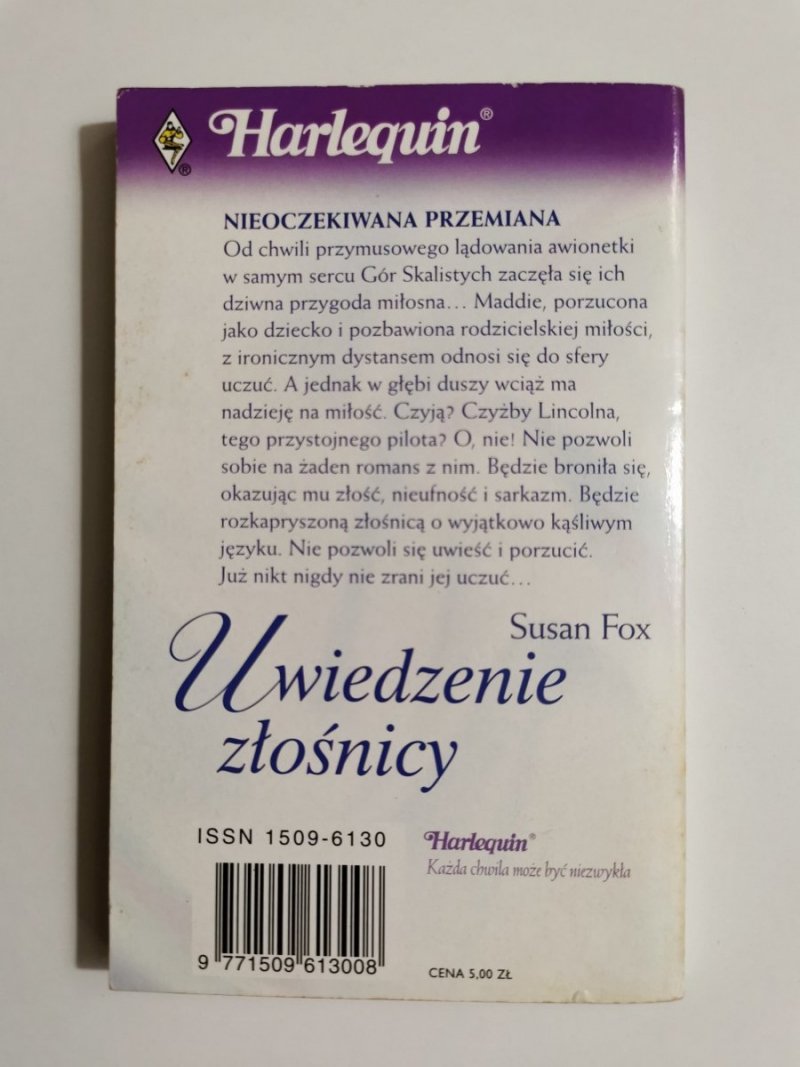 Harlequin®
®
NIEOCZEKIWANA PRZEMIANA
Od chwili przymusowego lądowania awionetki
w samym sercu Gór Skalistych zaczęła się ich
dziwna przygoda miłosna... Maddie, porzucona
jako dziecko i pozbawiona rodzicielskiej miłości,
z ironicznym dystansem odnosi się do sfery
uczuć. A jednak w głębi duszy wciąż ma
nadzieję na miłość. Czyją? Czyżby Lincolna,
tego przystojnego pilota? O, nie! Nie pozwoli
sobie na żaden romans z nim. Będzie broniła się,
okazując mu złość, nieufność i sarkazm. Będzie
rozkapryszoną złośnicą o wyjątkowo kąśliwym
języku. Nie pozwoli się uwieść i porzucić.
Już nikt nigdy nie zrani jej uczuć...
Susan Fox
Uwiedzenie
złośnicy
ISSN 1509-6130
9 771509 613008
Harlequin®
Każda chwila może być niezwykła
CENA 5,00 ZŁ